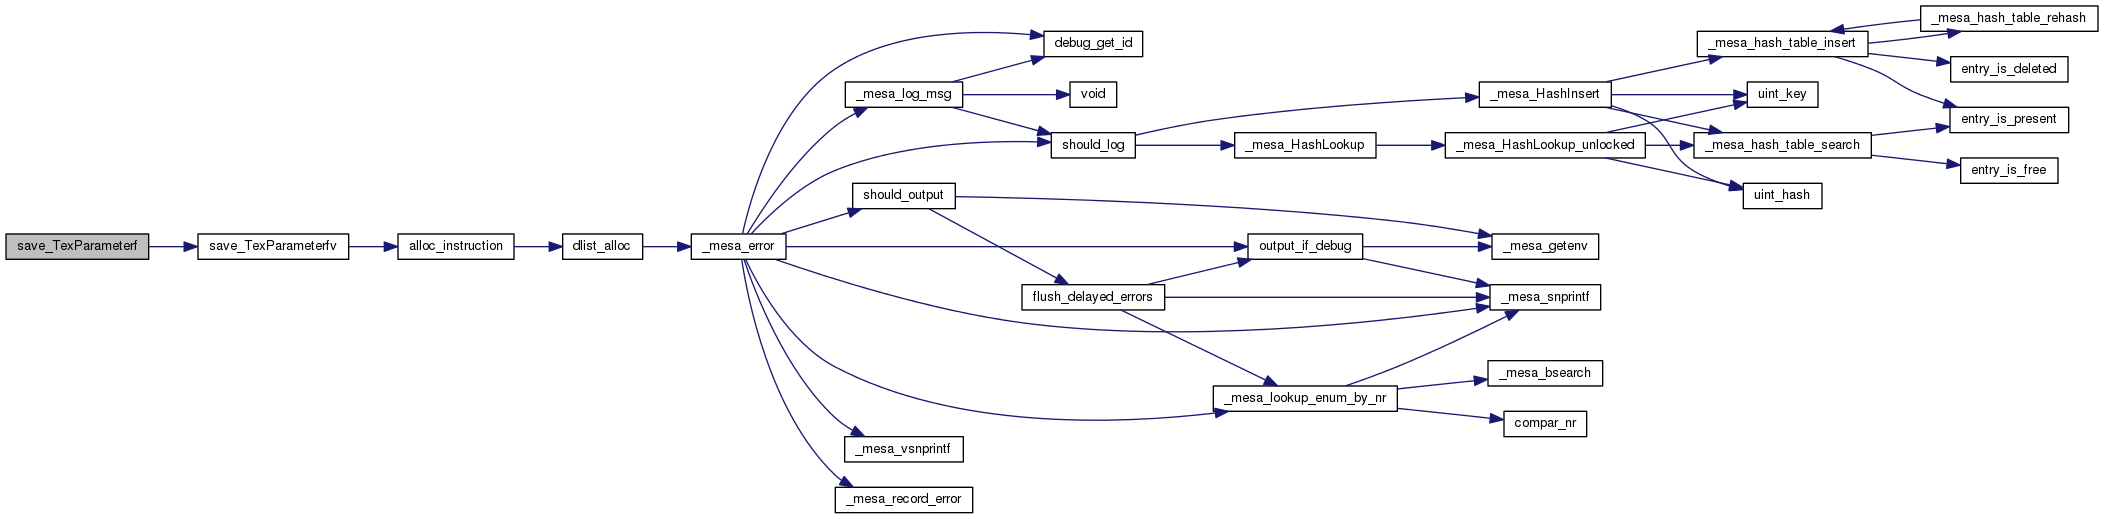 save_TexParameterf
save_TexParameterfv
alloc_instruction
dlist_alloc
_mesa_error
debug_get_id
_mesa_log_msg
void
should_log
should_output
output_if_debug
flush_delayed_errors
_mesa_lookup_enum_by_nr
_mesa_vsnprintf
_mesa_record_error
_mesa_HashInsert
_mesa_HashLookup
_mesa_HashLookup_unlocked
_mesa_getenv
_mesa_snprintf
_mesa_bsearch
compar_nr
_mesa_hash_table_insert
uint_key
_mesa_hash_table_search
uint_hash
_mesa_hash_table_rehash
entry_is_deleted
entry_is_present
entry_is_free